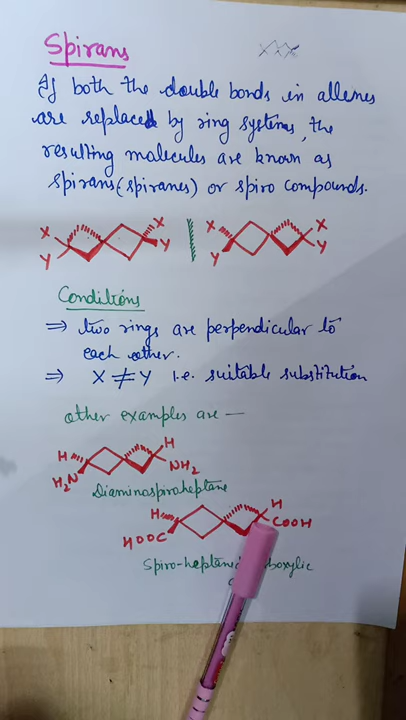 Spirans
If both the double bonds in allenes
are replaced by ring systems, the
resulting molecules are known as
spirans (spiranes) or spiro compounds.
X Y X Y X Y X Y
Conditions
⇒ two rings are perpendicular to
each other.
⇒ X ≠ Y i.e. suitable substitution
other examples are —
H H₂N H NH₂
Diaminospiroheptane
H HOOC H COOH
Spiro-heptane